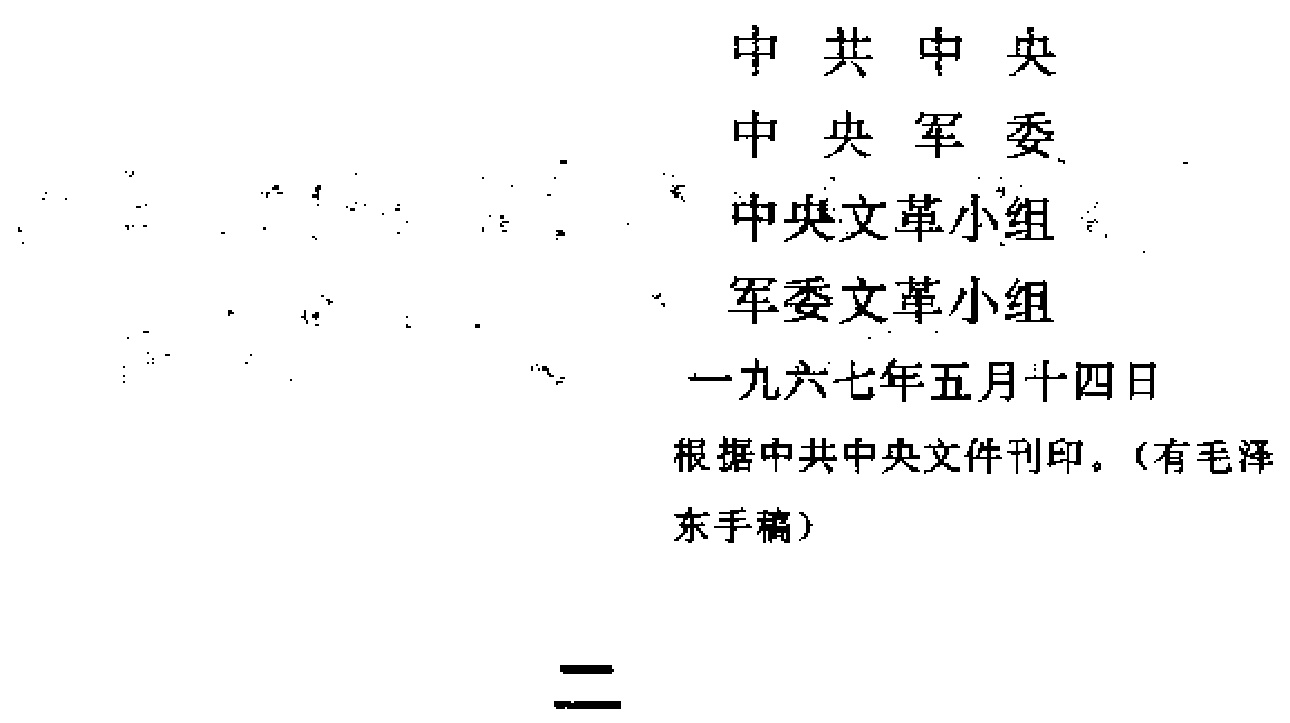 中共中央
中央军委
中央文革小组
军委文革小组
一九六七年五月十四日
根据中共中央文件刊印。（有毛泽
东手稿）
二